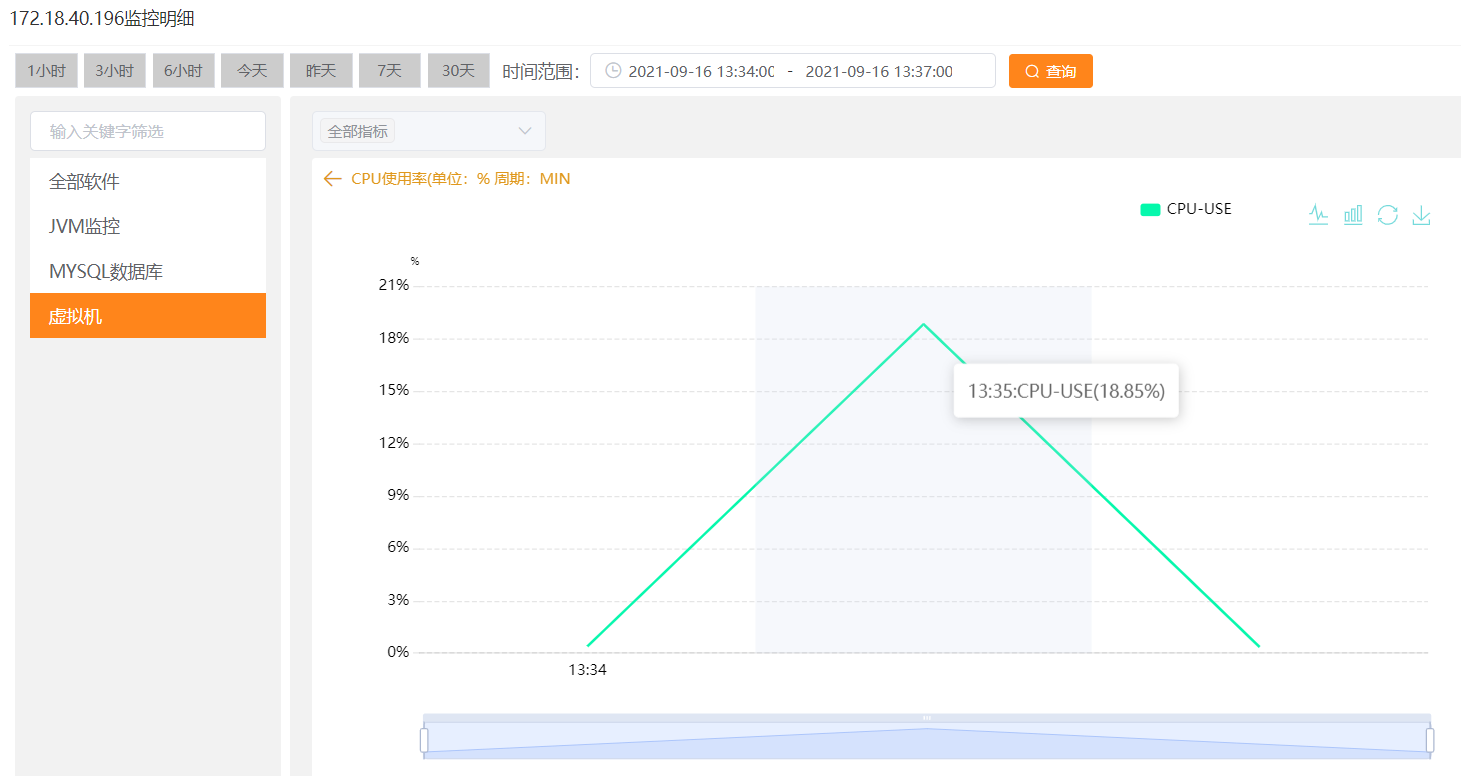 172.18.40.196监控明细
1小时 3小时 6小时 今天 昨天 7天 30天 时间范围： 2021-09-16 13:34:00 - 2021-09-16 13:37:00 查询
输入关键字筛选
全部软件
JVM监控
MYSQL数据库
虚拟机
全部指标
CPU使用率(单位：% 周期：MIN
CPU-USE
%
21%
18%
15%
12%
9%
6%
3%
0%
13:35:CPU-USE(18.85%)
13:34